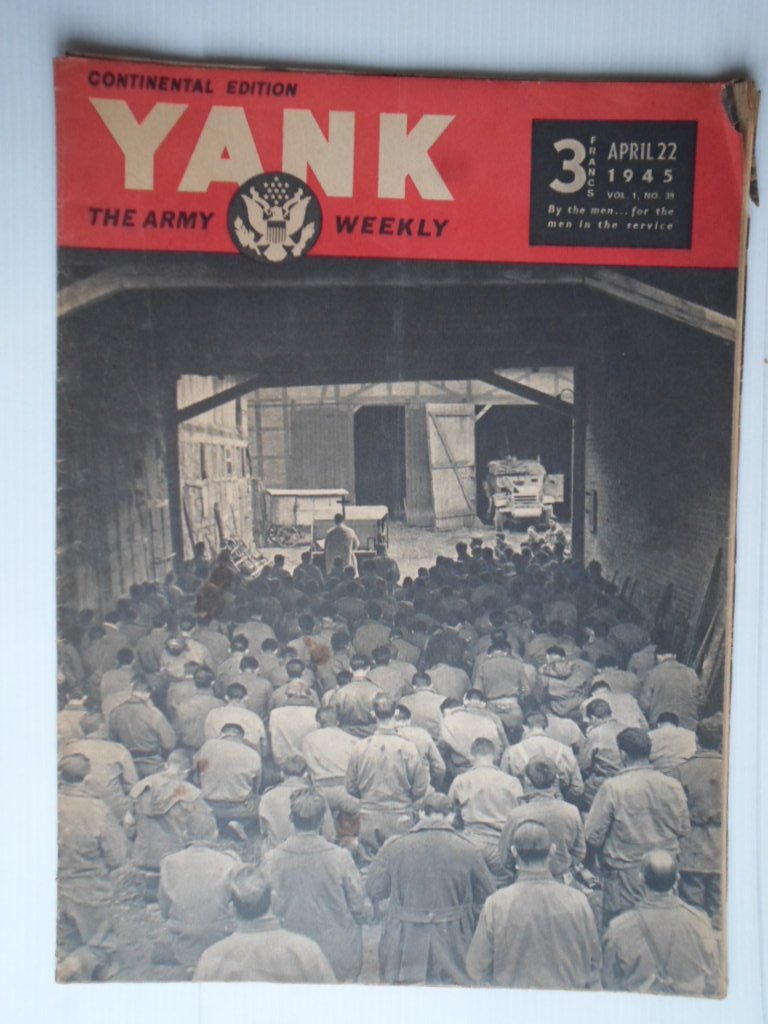 CONTINENTAL EDITION
YANK
THE ARMY WEEKLY
3 FRANCS
APRIL 22
1945
VOL. 1, NO. 39
By the men...for the
men in the service